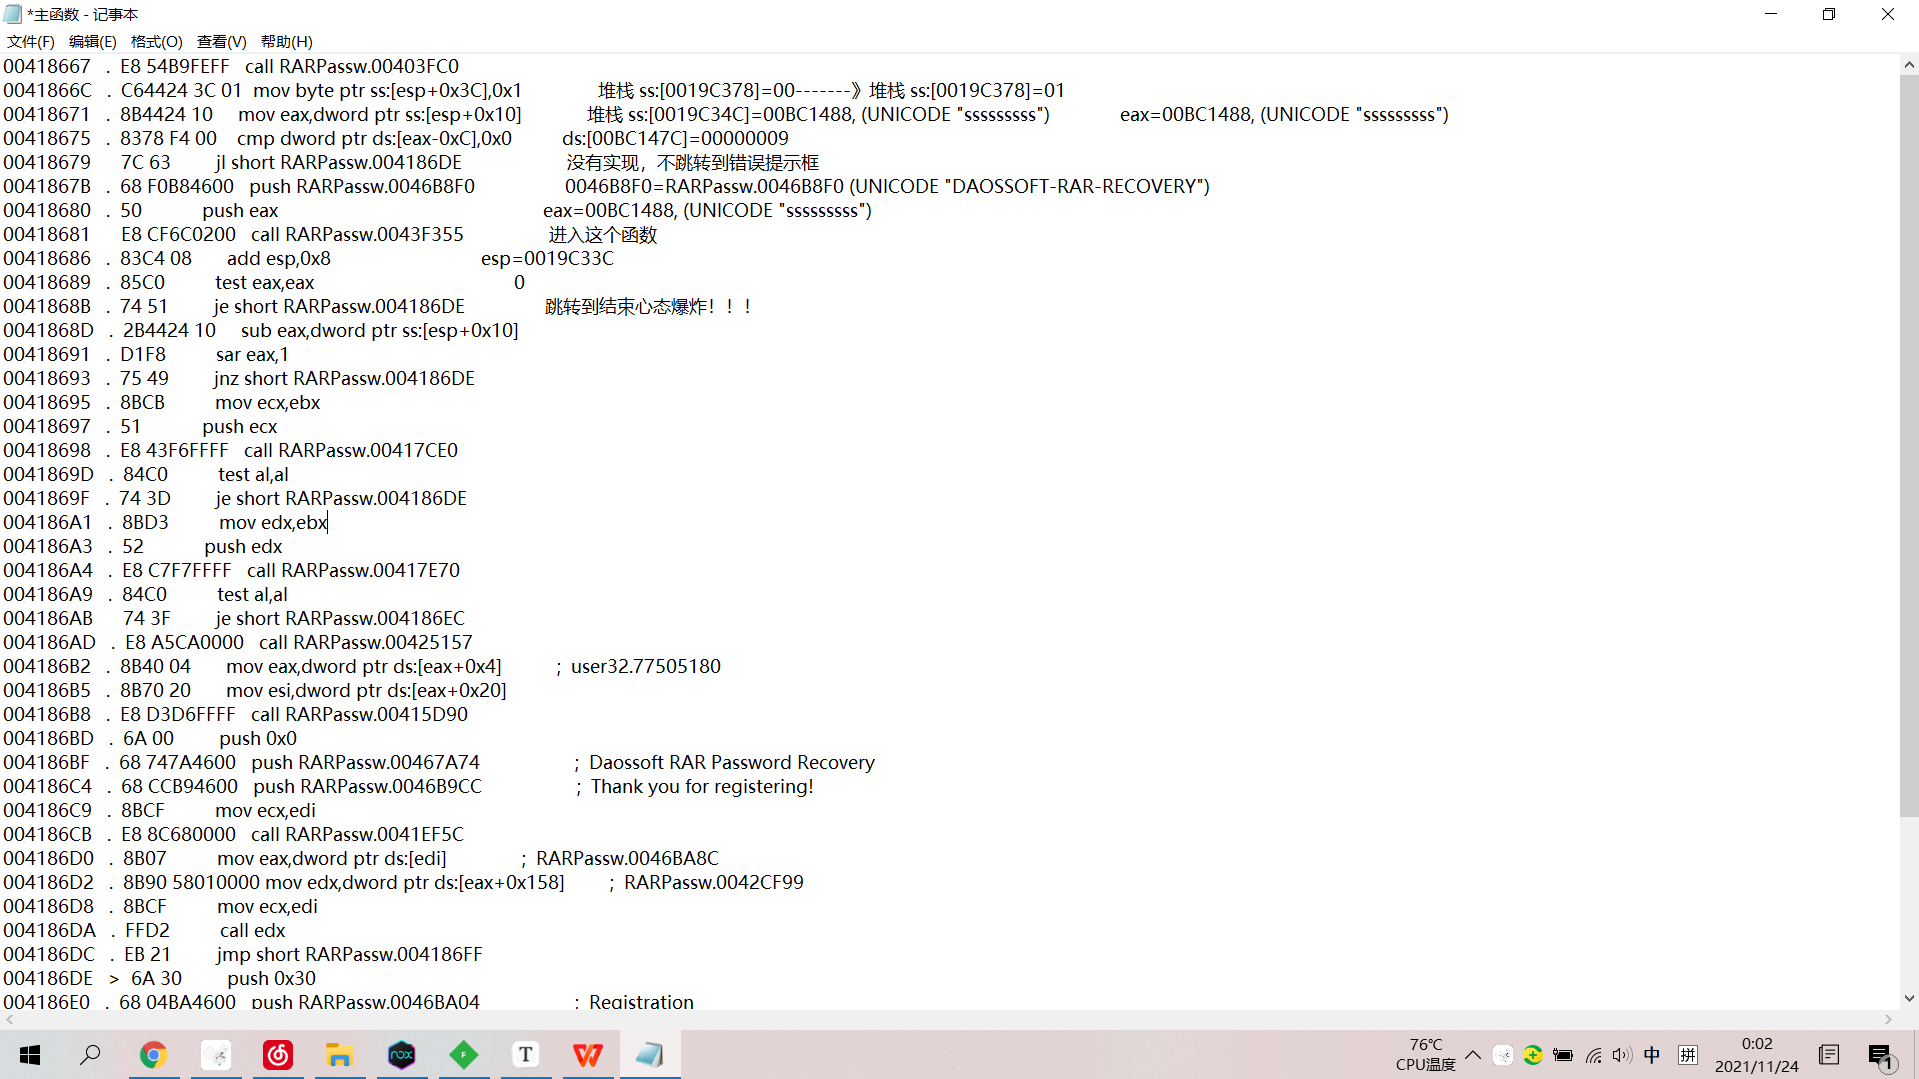 *主函数 - 记事本
文件(F) 编辑(E) 格式(O) 查看(V) 帮助(H)
00418667 . E8 54B9FEFF call RARPassw.00403FC0
0041866C . C64424 3C 01 mov byte ptr ss:[esp+0x3C],0x1 堆栈 ss:[0019C378]=00-------》堆栈 ss:[0019C378]=01
00418671 . 8B4424 10 mov eax,dword ptr ss:[esp+0x10] 堆栈 ss:[0019C34C]=00BC1488, (UNICODE "sssssssss") eax=00BC1488, (UNICODE "sssssssss")
00418675 . 8378 F4 00 cmp dword ptr ds:[eax-0xC],0x0 ds:[00BC147C]=00000009
00418679 7C 63 jl short RARPassw.004186DE 没有实现，不跳转到错误提示框
0041867B . 68 F0B84600 push RARPassw.0046B8F0 0046B8F0=RARPassw.0046B8F0 (UNICODE "DAOSSOFT-RAR-RECOVERY")
00418680 . 50 push eax eax=00BC1488, (UNICODE "sssssssss")
00418681 E8 CF6C0200 call RARPassw.0043F355 进入这个函数
00418686 . 83C4 08 add esp,0x8 esp=0019C33C
00418689 . 85C0 test eax,eax 0
0041868B . 74 51 je short RARPassw.004186DE 跳转到结束心态爆炸！！！
0041868D . 2B4424 10 sub eax,dword ptr ss:[esp+0x10]
00418691 . D1F8 sar eax,1
00418693 . 75 49 jnz short RARPassw.004186DE
00418695 . 8BCB mov ecx,ebx
00418697 . 51 push ecx
00418698 . E8 43F6FFFF call RARPassw.00417CE0
0041869D . 84C0 test al,al
0041869F . 74 3D je short RARPassw.004186DE
004186A1 . 8BD3 mov edx,ebx
004186A3 . 52 push edx
004186A4 . E8 C7F7FFFF call RARPassw.00417E70
004186A9 . 84C0 test al,al
004186AB 74 3F je short RARPassw.004186EC
004186AD . E8 A5CA0000 call RARPassw.00425157
004186B2 . 8B40 04 mov eax,dword ptr ds:[eax+0x4] ; user32.77505180
004186B5 . 8B70 20 mov esi,dword ptr ds:[eax+0x20]
004186B8 . E8 D3D6FFFF call RARPassw.00415D90
004186BD . 6A 00 push 0x0
004186BF . 68 747A4600 push RARPassw.00467A74 ; Daossoft RAR Password Recovery
004186C4 . 68 CCB94600 push RARPassw.0046B9CC ; Thank you for registering!
004186C9 . 8BCF mov ecx,edi
004186CB . E8 8C680000 call RARPassw.0041EF5C
004186D0 . 8B07 mov eax,dword ptr ds:[edi] ; RARPassw.0046BA8C
004186D2 . 8B90 58010000 mov edx,dword ptr ds:[eax+0x158] ; RARPassw.0042CF99
004186D8 . 8BCF mov ecx,edi
004186DA . FFD2 call edx
004186DC . EB 21 jmp short RARPassw.004186FF
004186DE > 6A 30 push 0x30
004186E0 . 68 04BA4600 push RARPassw.0046BA04 ; Registration
nox
F
T
76℃
CPU温度
中
拼
0:02
2021/11/24
1